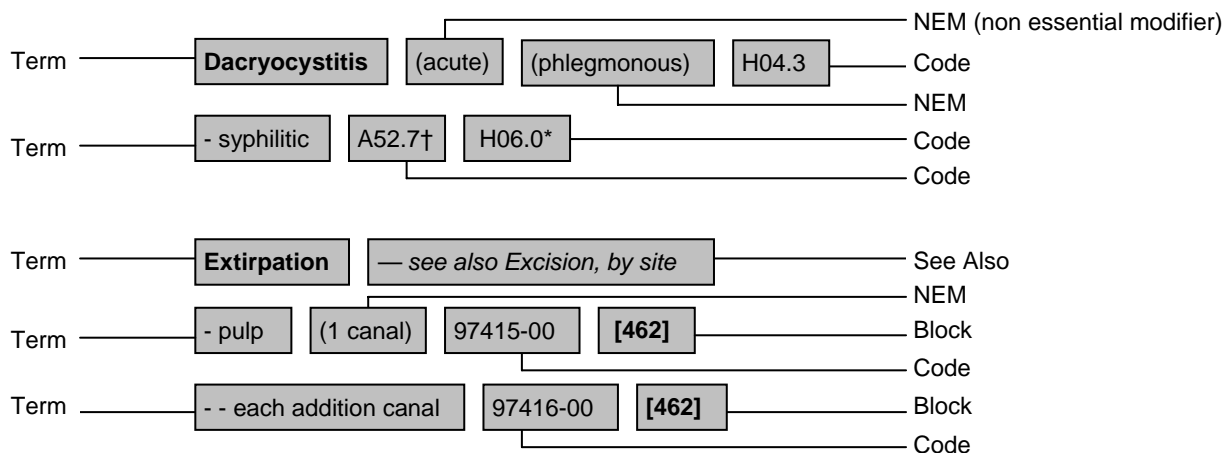 NEM (non essential modifier)
Term Dacryocystitis (acute) (phlegmonous) H04.3 Code
NEM
Term - syphilitic A52.7† H06.0* Code
Code
Term Extirpation — see also Excision, by site See Also
NEM
Term - pulp (1 canal) 97415-00 [462] Block
Code
Term - - each addition canal 97416-00 [462] Block
Code